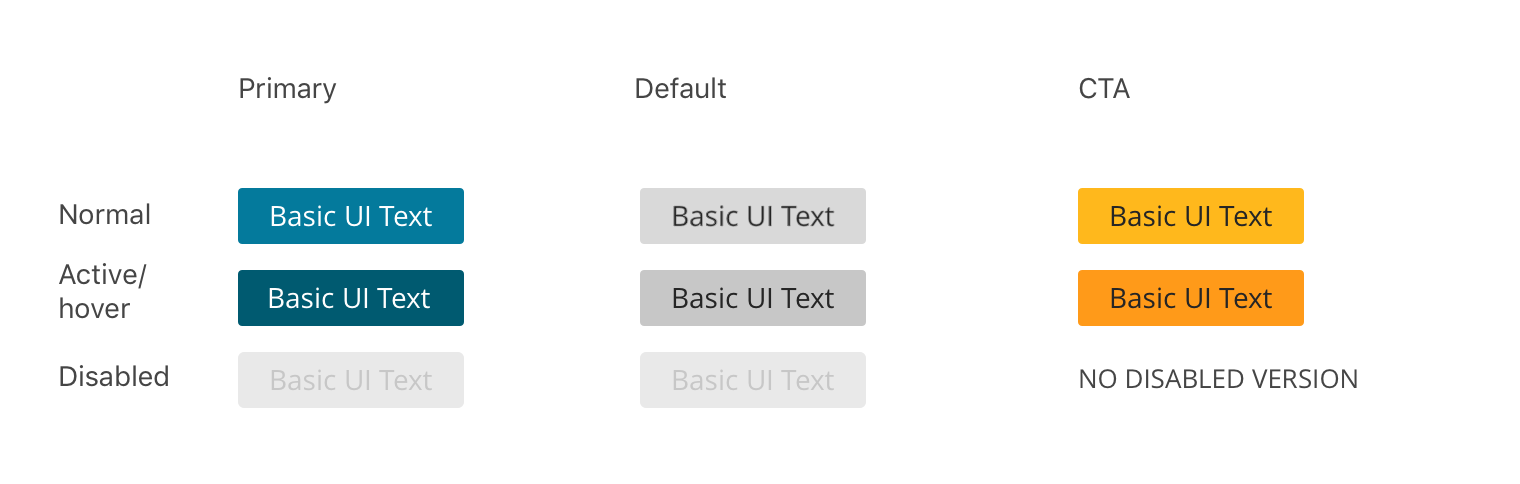 Primary Default CTA
Normal Basic UI Text Basic UI Text Basic UI Text
Active/
hover Basic UI Text Basic UI Text Basic UI Text
Disabled Basic UI Text Basic UI Text NO DISABLED VERSION